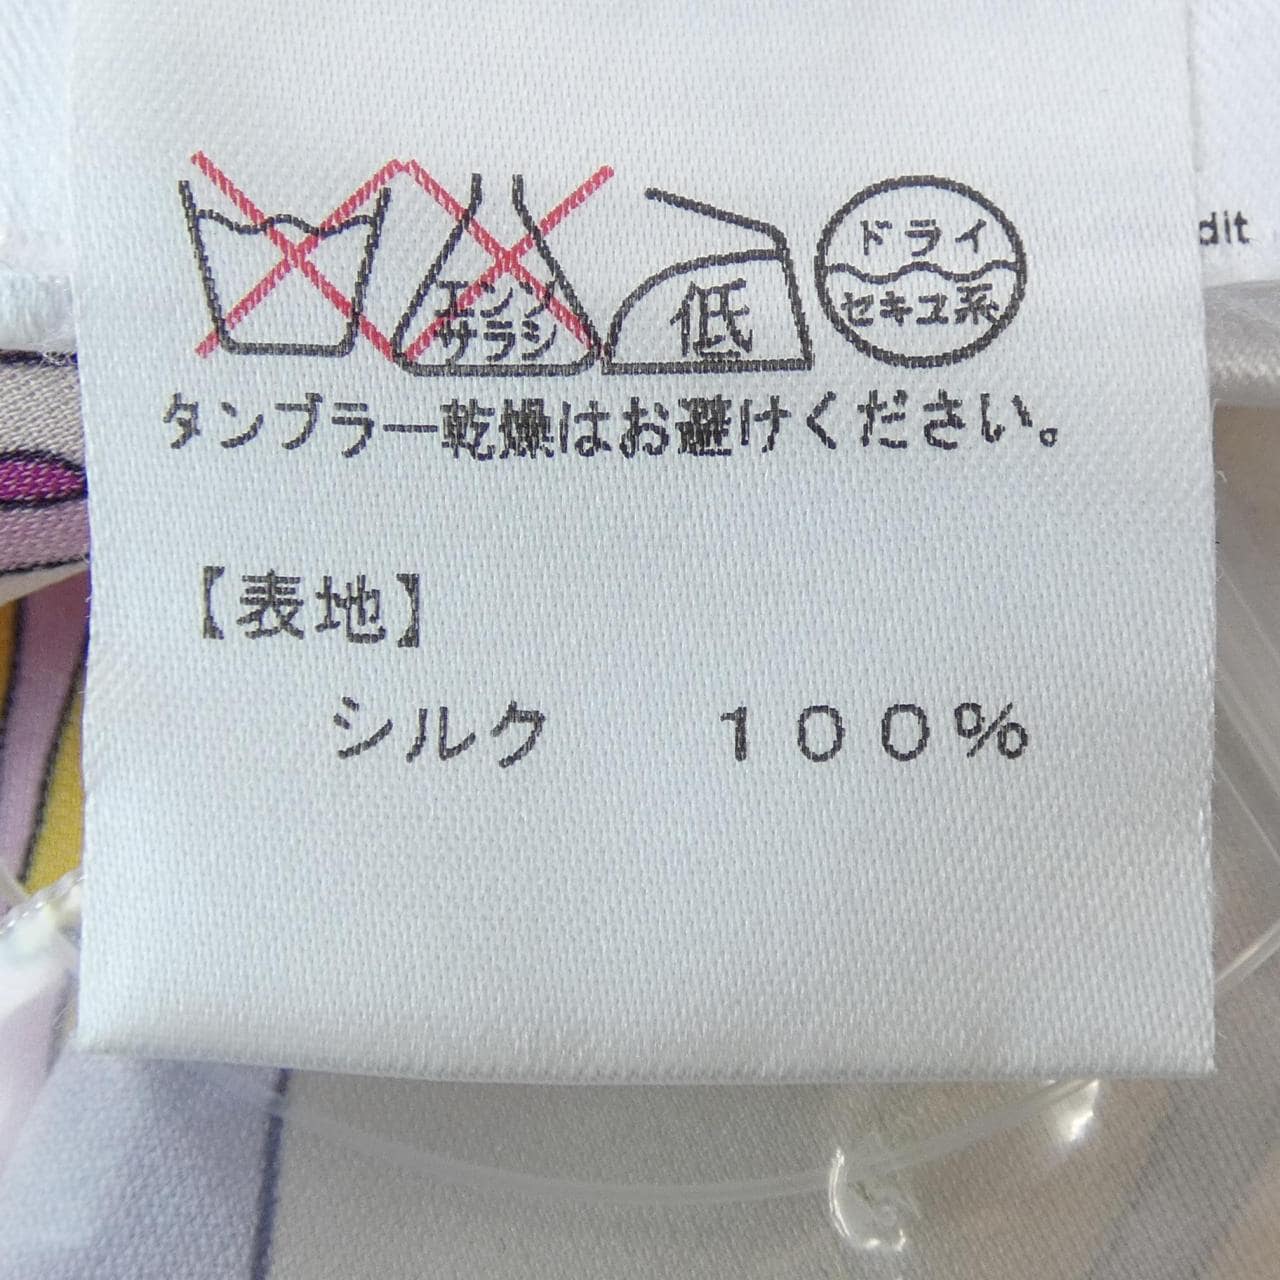 エンソ
サラシ
低
ドライ
セキユ系
dit
タンブラー乾燥はお避けください。
【表地】
シルク　１００％